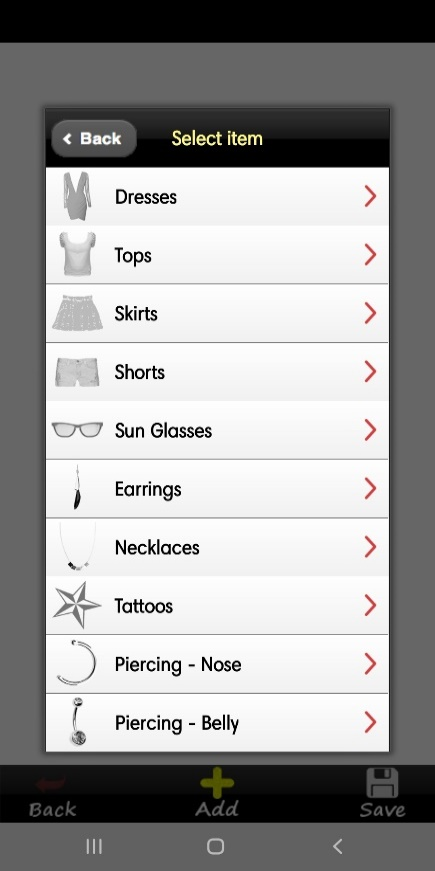 Back
Select item
Dresses
Tops
Skirts
Shorts
Sun Glasses
Earrings
Necklaces
Tattoos
Piercing - Nose
Piercing - Belly
Back Add Save